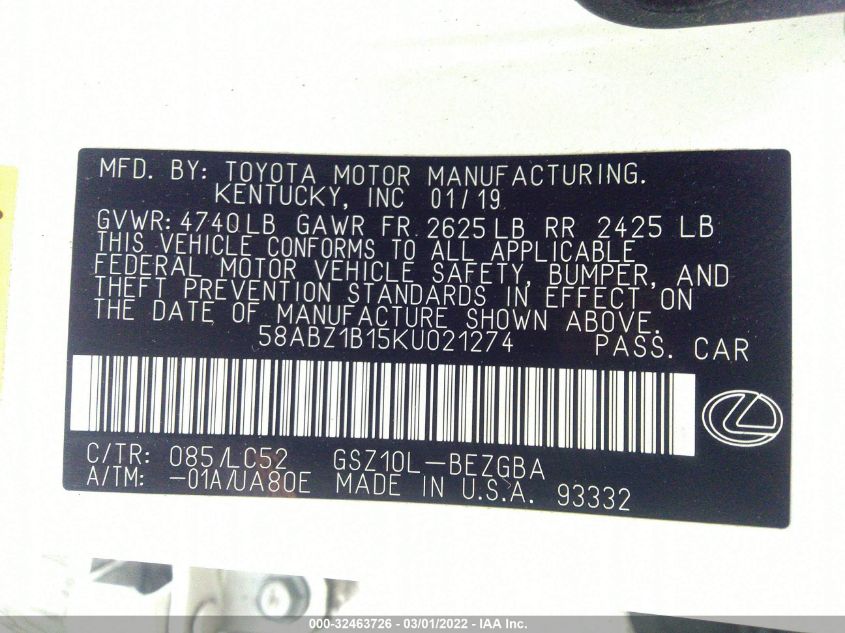 MFD. BY: TOYOTA MOTOR MANUFACTURING.
KENTUCKY, INC 01/19
GVWR: 4740LB GAWR FR 2625LB RR 2425 LB
THIS VEHICLE CONFORMS TO ALL APPLICABLE
FEDERAL MOTOR VEHICLE SAFETY, BUMPER, AND
THEFT PREVENTION STANDARDS IN EFFECT ON
THE DATE OF MANUFACTURE SHOWN ABOVE.
58ABZ1B15KU021274 PASS. CAR
C/TR: 085/LC52 GSZ10L-BEZGBA
A/TM: -01A/UA80E MADE IN U.S.A. 93332
000-32463726 - 03/01/2022 - IAA Inc.